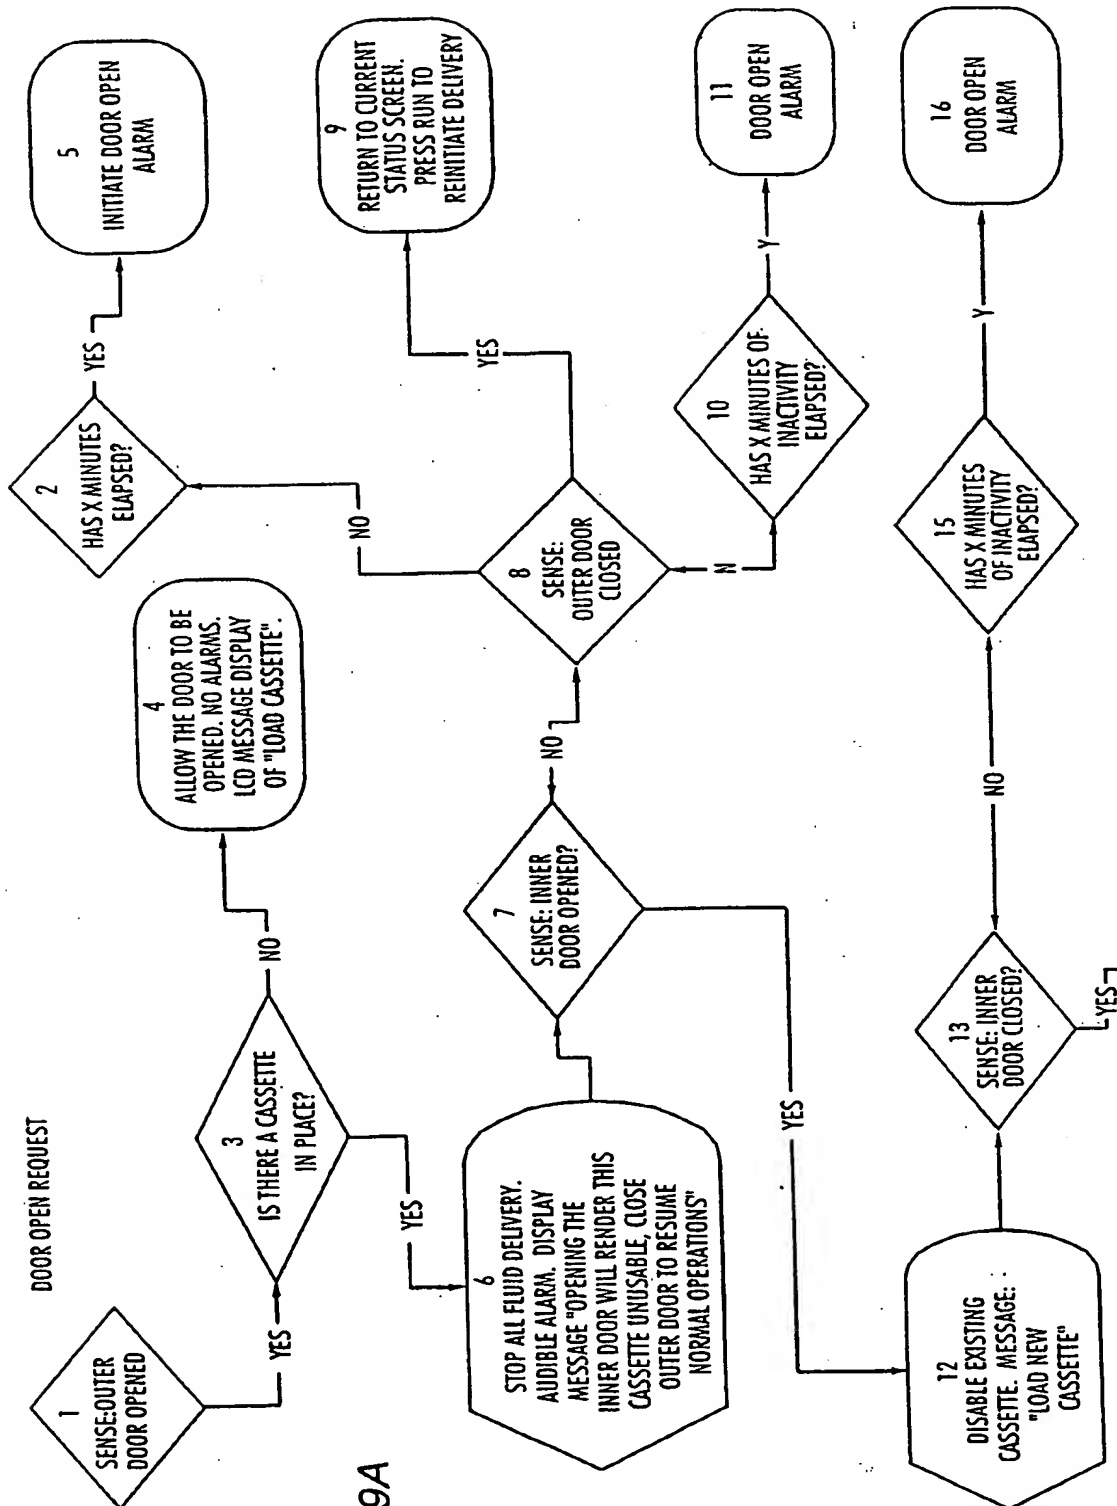 DOOR OPEN REQUEST
1
SENSE:OUTER
DOOR OPENED
YES
3
IS THERE A CASSETTE
IN PLACE?
NO
4
ALLOW THE DOOR TO BE
OPENED. NO ALARMS.
LCD MESSAGE DISPLAY
OF "LOAD CASSETTE".
2
HAS X MINUTES
ELAPSED?
YES
5
INITIATE DOOR OPEN
ALARM
YES
6
STOP ALL FLUID DELIVERY.
AUDIBLE ALARM. DISPLAY
MESSAGE "OPENING THE
INNER DOOR WILL RENDER THIS
CASSETTE UNUSABLE, CLOSE
OUTER DOOR TO RESUME
NORMAL OPERATIONS"
7
SENSE: INNER
DOOR OPENED?
NO
8
SENSE:
OUTER DOOR
CLOSED
NO
YES
9
RETURN TO CURRENT
STATUS SCREEN.
PRESS RUN TO
REINITIATE DELIVERY
N
10
HAS X MINUTES OF
INACTIVITY
ELAPSED?
Y
11
DOOR OPEN
ALARM
YES
12
DISABLE EXISTING
CASSETTE. MESSAGE:
"LOAD NEW
CASSETTE"
13
SENSE: INNER
DOOR CLOSED?
YES
NO
15
HAS X MINUTES
OF INACTIVITY
ELAPSED?
Y
16
DOOR OPEN
ALARM
9A